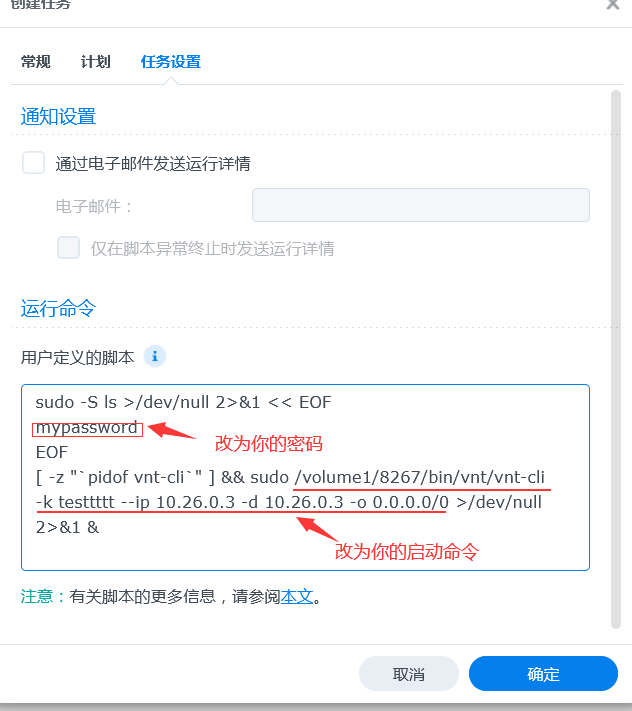 创建任务
常规 计划 任务设置
通知设置
通过电子邮件发送运行详情
电子邮件：
仅在脚本异常终止时发送运行详情
运行命令
用户定义的脚本 i
sudo -S ls >/dev/null 2>&1 << EOF
mypassword
改为你的密码
EOF
[ -z "`pidof vnt-cli`" ] && sudo /volume1/8267/bin/vnt/vnt-cli
-k testtttt --ip 10.26.0.3 -d 10.26.0.3 -o 0.0.0.0/0 >/dev/null
2>&1 &
改为你的启动命令
注意：有关脚本的更多信息，请参阅本文。
取消 确定